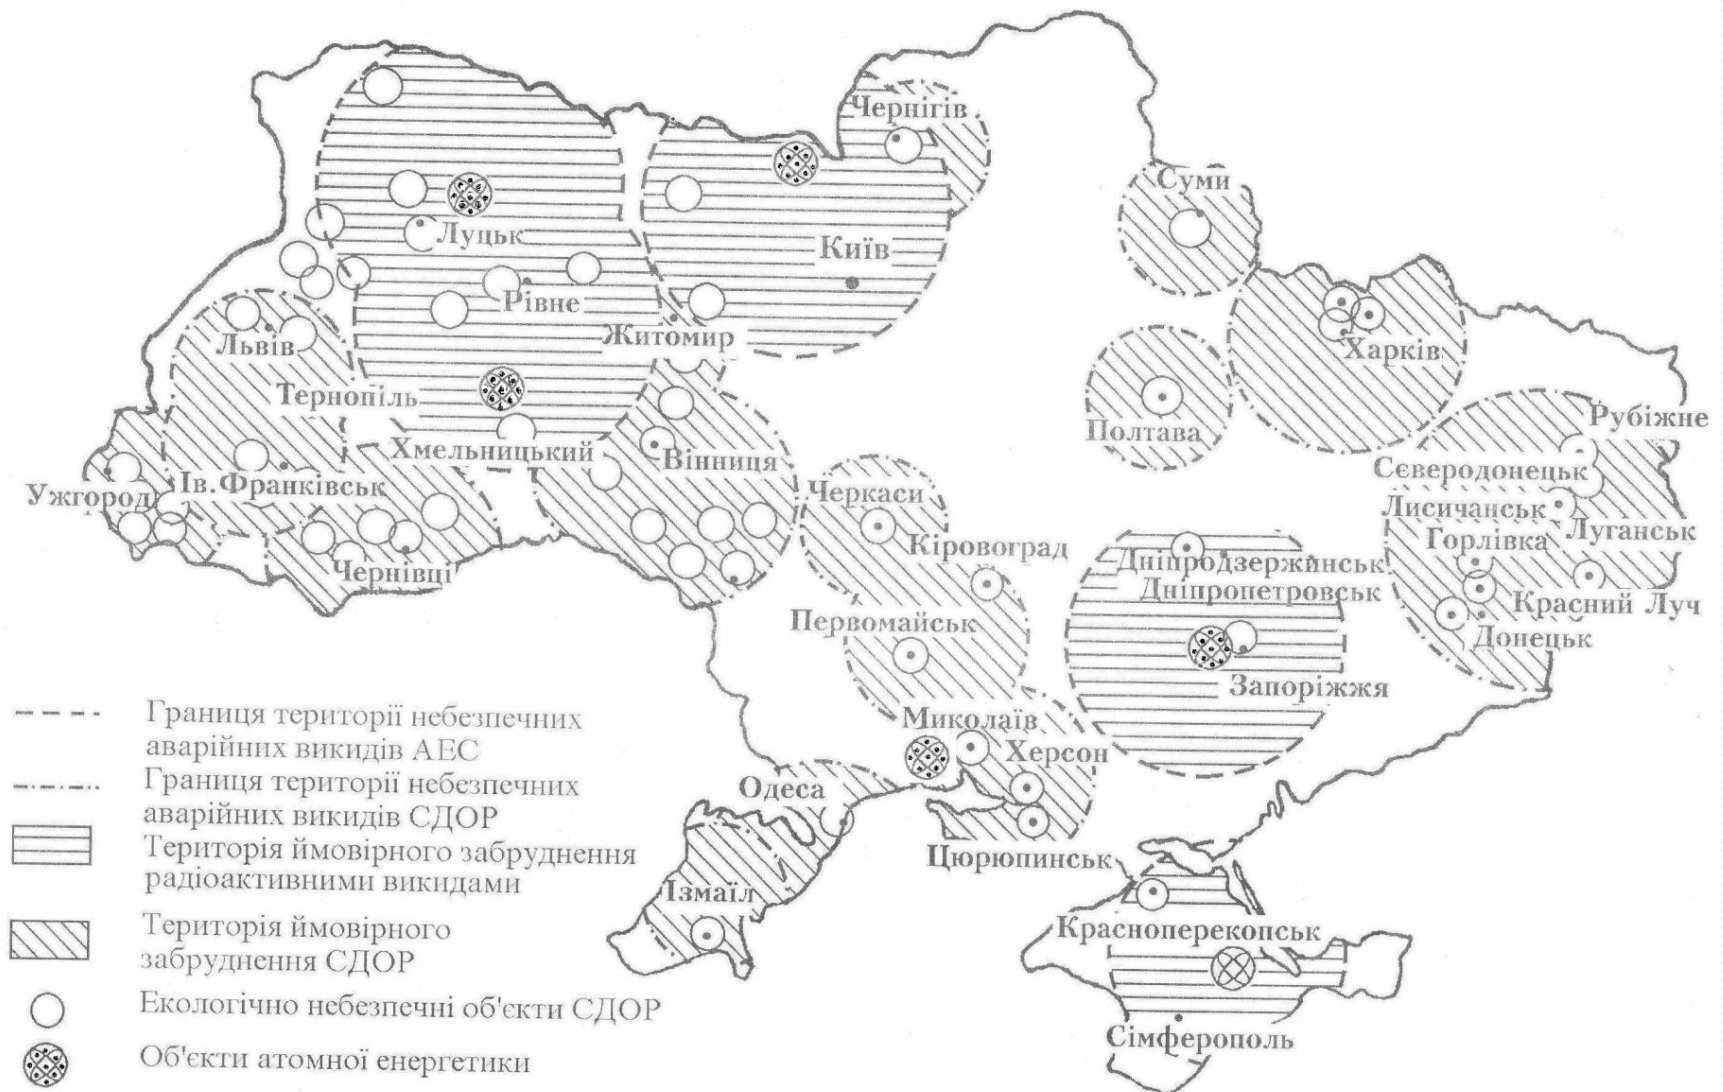 Чернігів
Суми
Луцьк
Київ
Рівне
Житомир
Львів
Харків
Тернопіль
Рубіжне
Полтава
Хмельницький
Вінниця
Сєверодонецьк
Ів. Франківськ
Ужгород
Черкаси
Лисичанськ
Луганськ
Горлівка
Кіровоград
Чернівці
Дніпродзержинськ
Дніпропетровськ
Красний Луч
Первомайськ
Донецьк
Запоріжжя
Миколаїв
Херсон
Одеса
Цюрюпинськ
Ізмаїл
Красноперекопськ
Сімферополь
Границя території небезпечних
аварійних викидів АЕС
Границя території небезпечних
аварійних викидів СДОР
Територія ймовірного забруднення
радіоактивними викидами
Територія ймовірного
забруднення СДОР
Екологічно небезпечні об'єкти СДОР
Об'єкти атомної енергетики